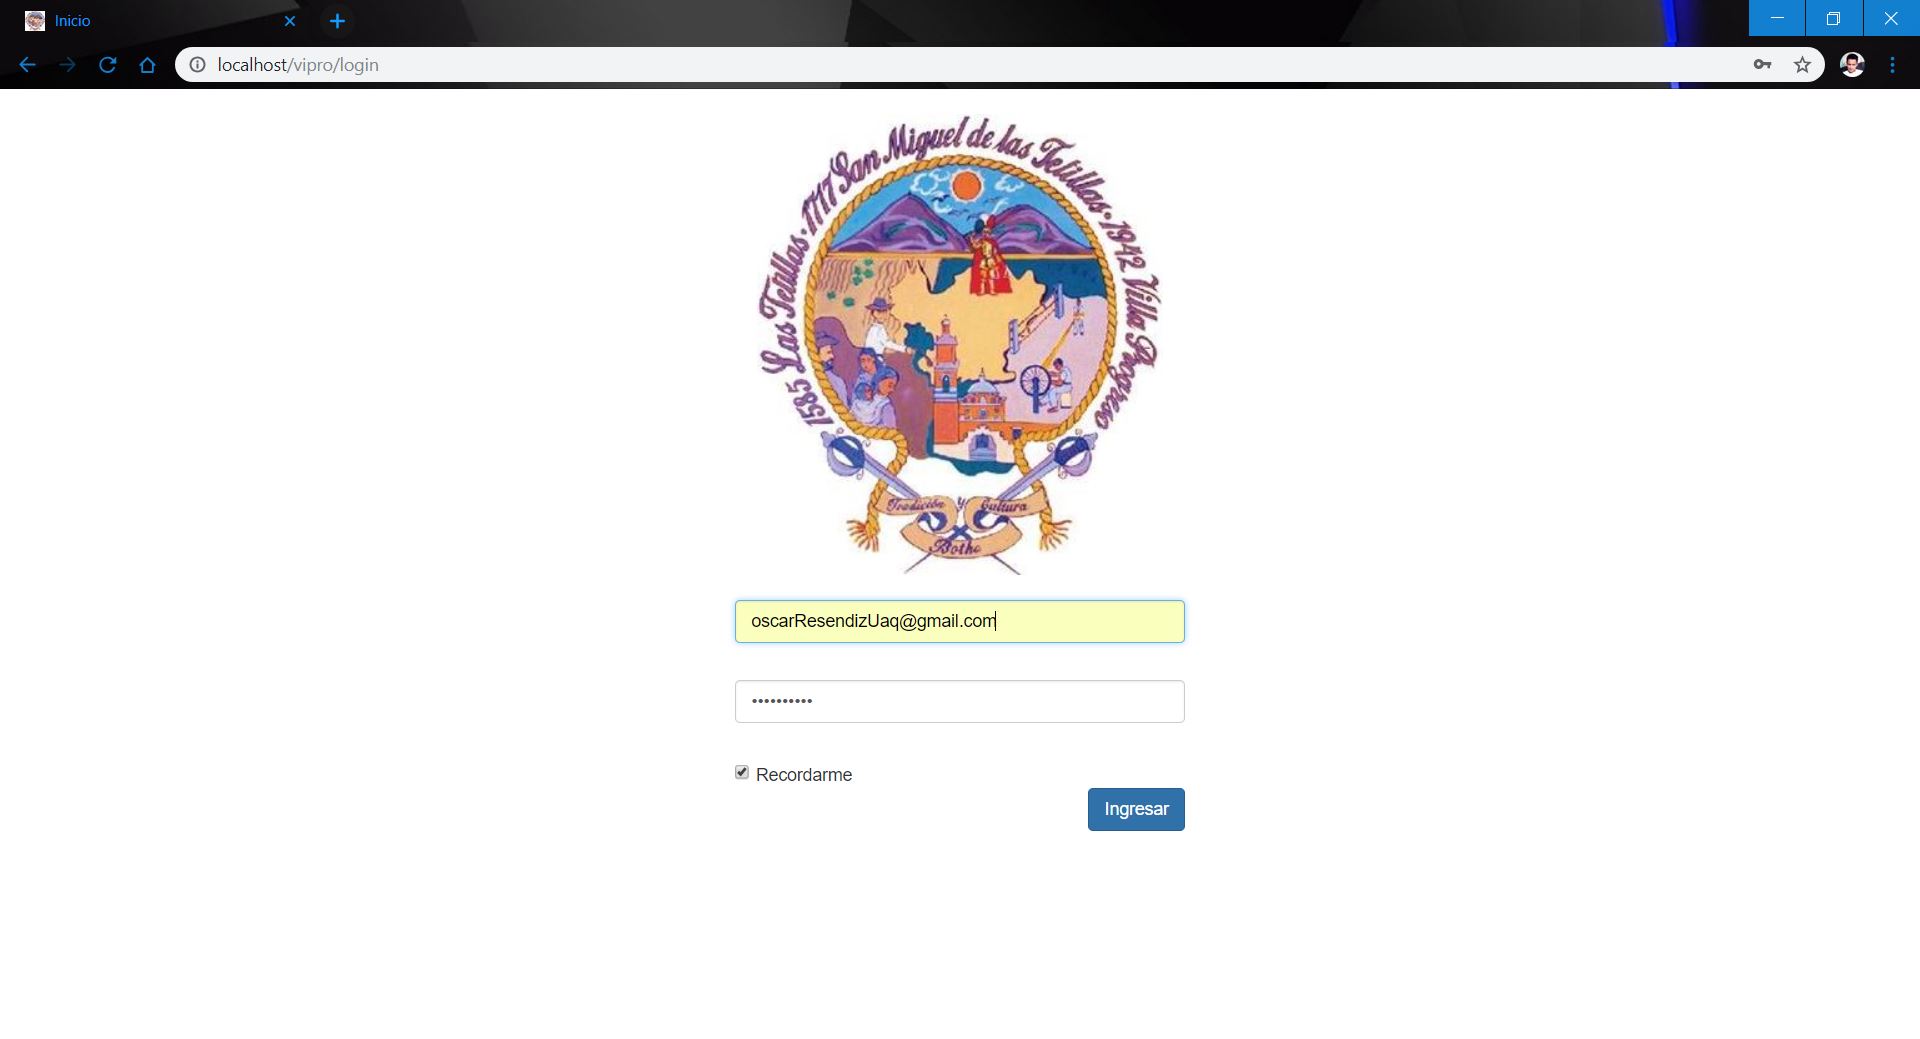 Inicio
localhost/vipro/login
1585 Las Tetillas · 1717 San Miguel de las Tetillas · 1942 Villa Progreso
Tradición y Cultura
Botho
oscarResendizUaq@gmail.com
••••••••••
Recordarme
Ingresar